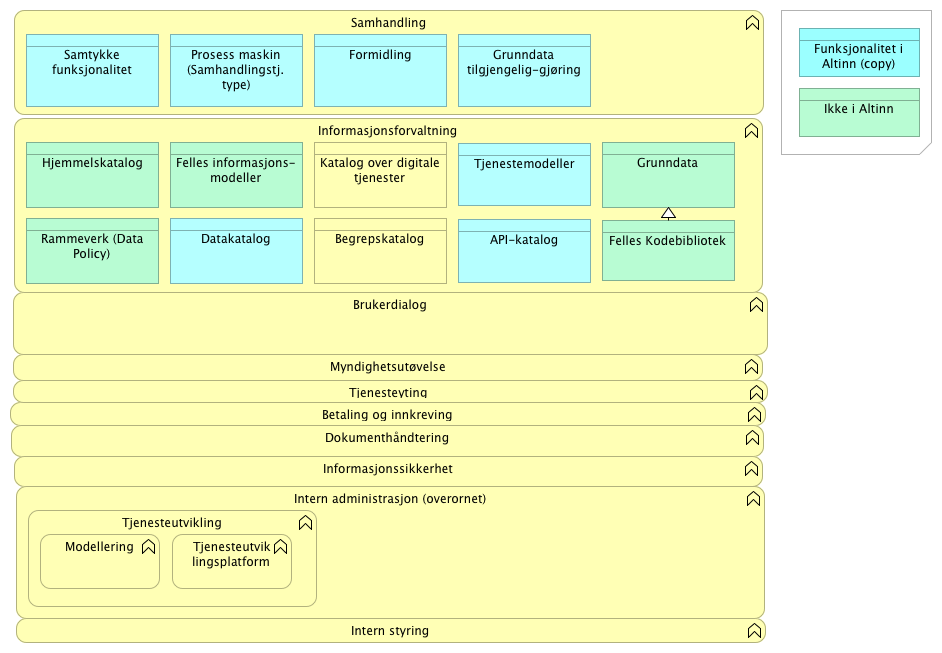 Samhandling
Samtykke
funksjonalitet
Prosess maskin
(Samhandlingstj.
type)
Formidling
Grunndata
tilgjengelig-gjøring
Funksjonalitet i
Altinn (copy)
Ikke i Altinn
Informasjonsforvaltning
Hjemmelskatalog
Felles informasjons-
modeller
Katalog over digitale
tjenester
Tjenestemodeller
Grunndata
Rammeverk (Data
Policy)
Datakatalog
Begrepskatalog
API-katalog
Felles Kodebibliotek
Brukerdialog
Myndighetsutøvelse
Tjenesteyting
Betaling og innkreving
Dokumenthåndtering
Informasjonssikkerhet
Intern administrasjon (overornet)
Tjenesteutvikling
Modellering
Tjenesteutvik
lingsplatform
Intern styring